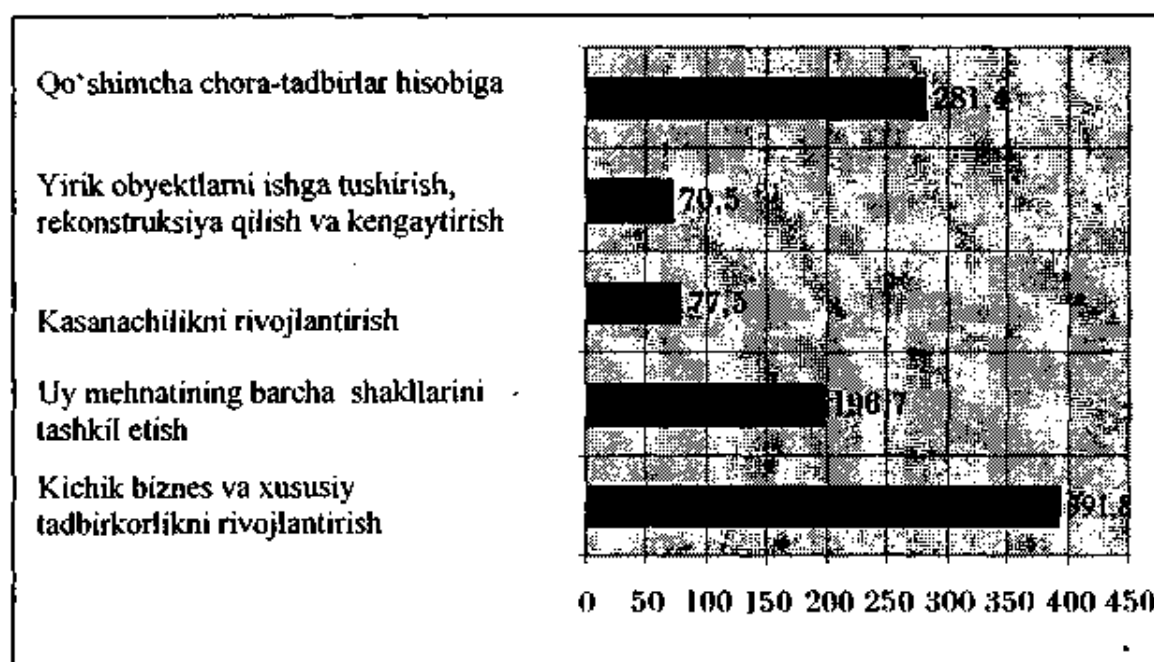 Qo‘shimcha chora-tadbirlar hisobiga
281,4
Yirik obyektlarni ishga tushirish,
rekonstruksiya qilish va kengaytirish
70,5
Kasanachilikni rivojlantirish
77,5
Uy mehnatining barcha shakllarini
tashkil etish
196,7
Kichik biznes va xususiy
tadbirkorlikni rivojlantirish
391,8
0 50 100 150 200 250 300 350 400 450